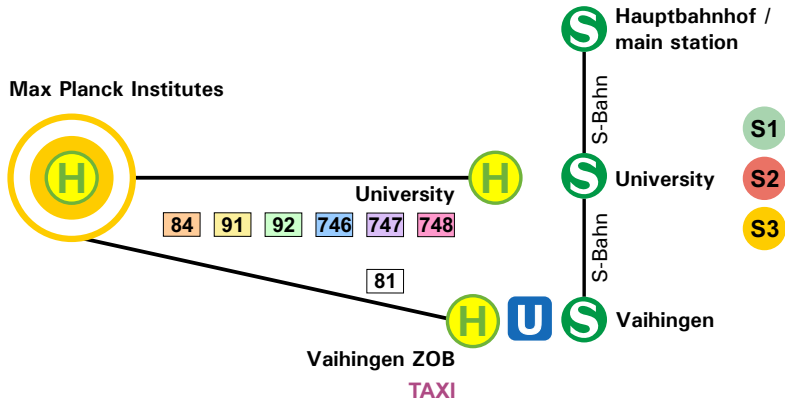 Hauptbahnhof /
main station
Max Planck Institutes
S
S-Bahn
S1
H
H
S
University
S2
University
84 91 92 746 747 748
S3
S-Bahn
81
H
U
S
Vaihingen
Vaihingen ZOB
TAXI